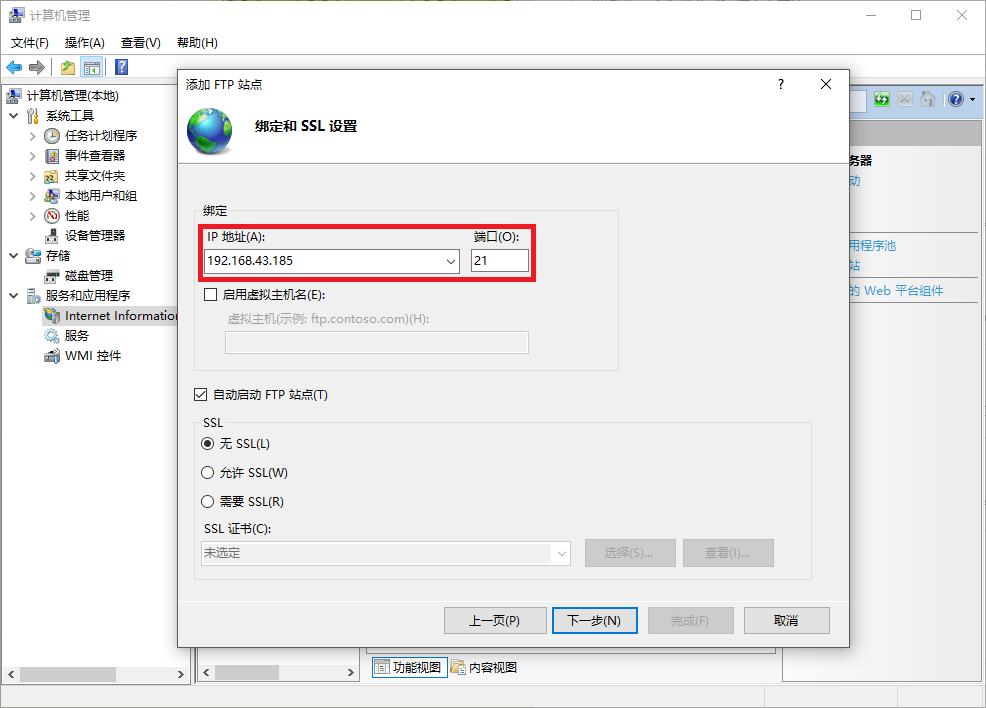 计算机管理
文件(F) 操作(A) 查看(V) 帮助(H)
计算机管理(本地)
系统工具
任务计划程序
事件查看器
共享文件夹
本地用户和组
性能
设备管理器
存储
磁盘管理
服务和应用程序
Internet Information
服务
WMI 控件
添加 FTP 站点
绑定和 SSL 设置
绑定
IP 地址(A): 端口(O):
192.168.43.185 21
启用虚拟主机名(E):
虚拟主机(示例: ftp.contoso.com)(H):
自动启动 FTP 站点(T)
SSL
无 SSL(L)
允许 SSL(W)
需要 SSL(R)
SSL 证书(C):
未选定 选择(S)... 查看(I)...
上一页(P) 下一步(N) 完成(F) 取消
务器
动
用程序池
站
的 Web 平台组件
功能视图 内容视图